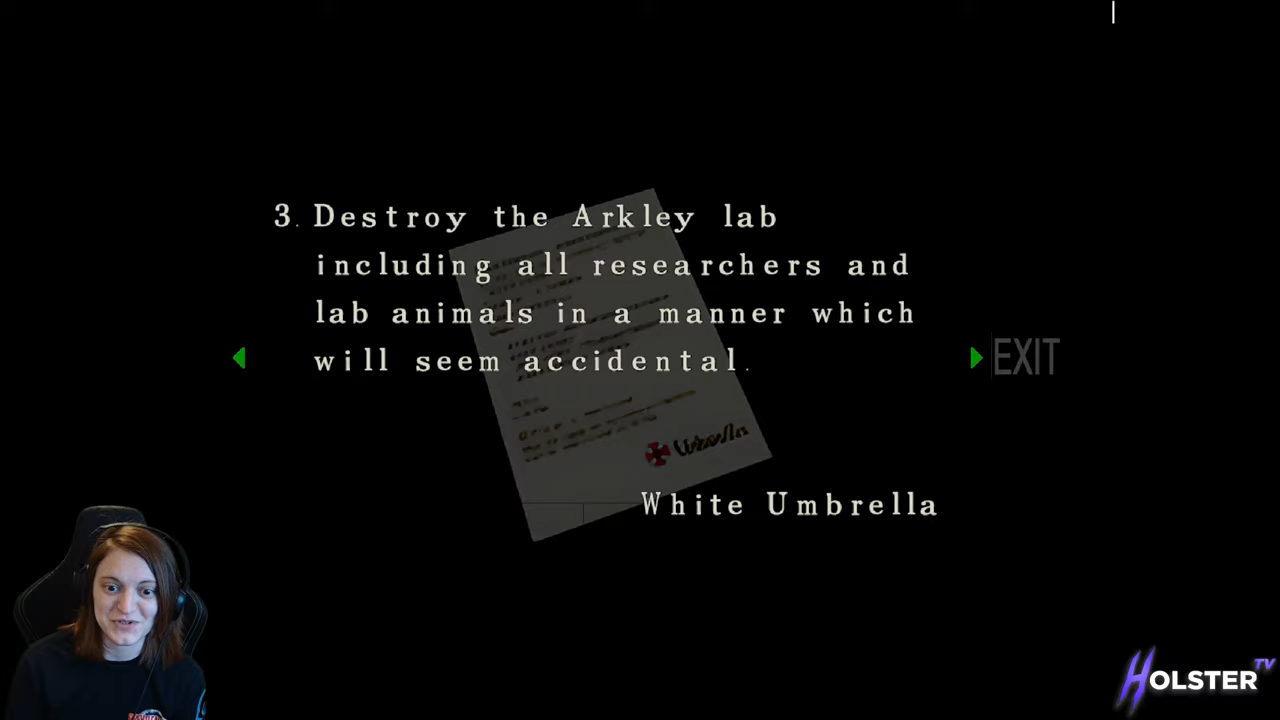 3. Destroy the Arkley lab
including all researchers and
lab animals in a manner which
will seem accidental.
EXIT
Umbrella
White Umbrella
HOLSTER TV